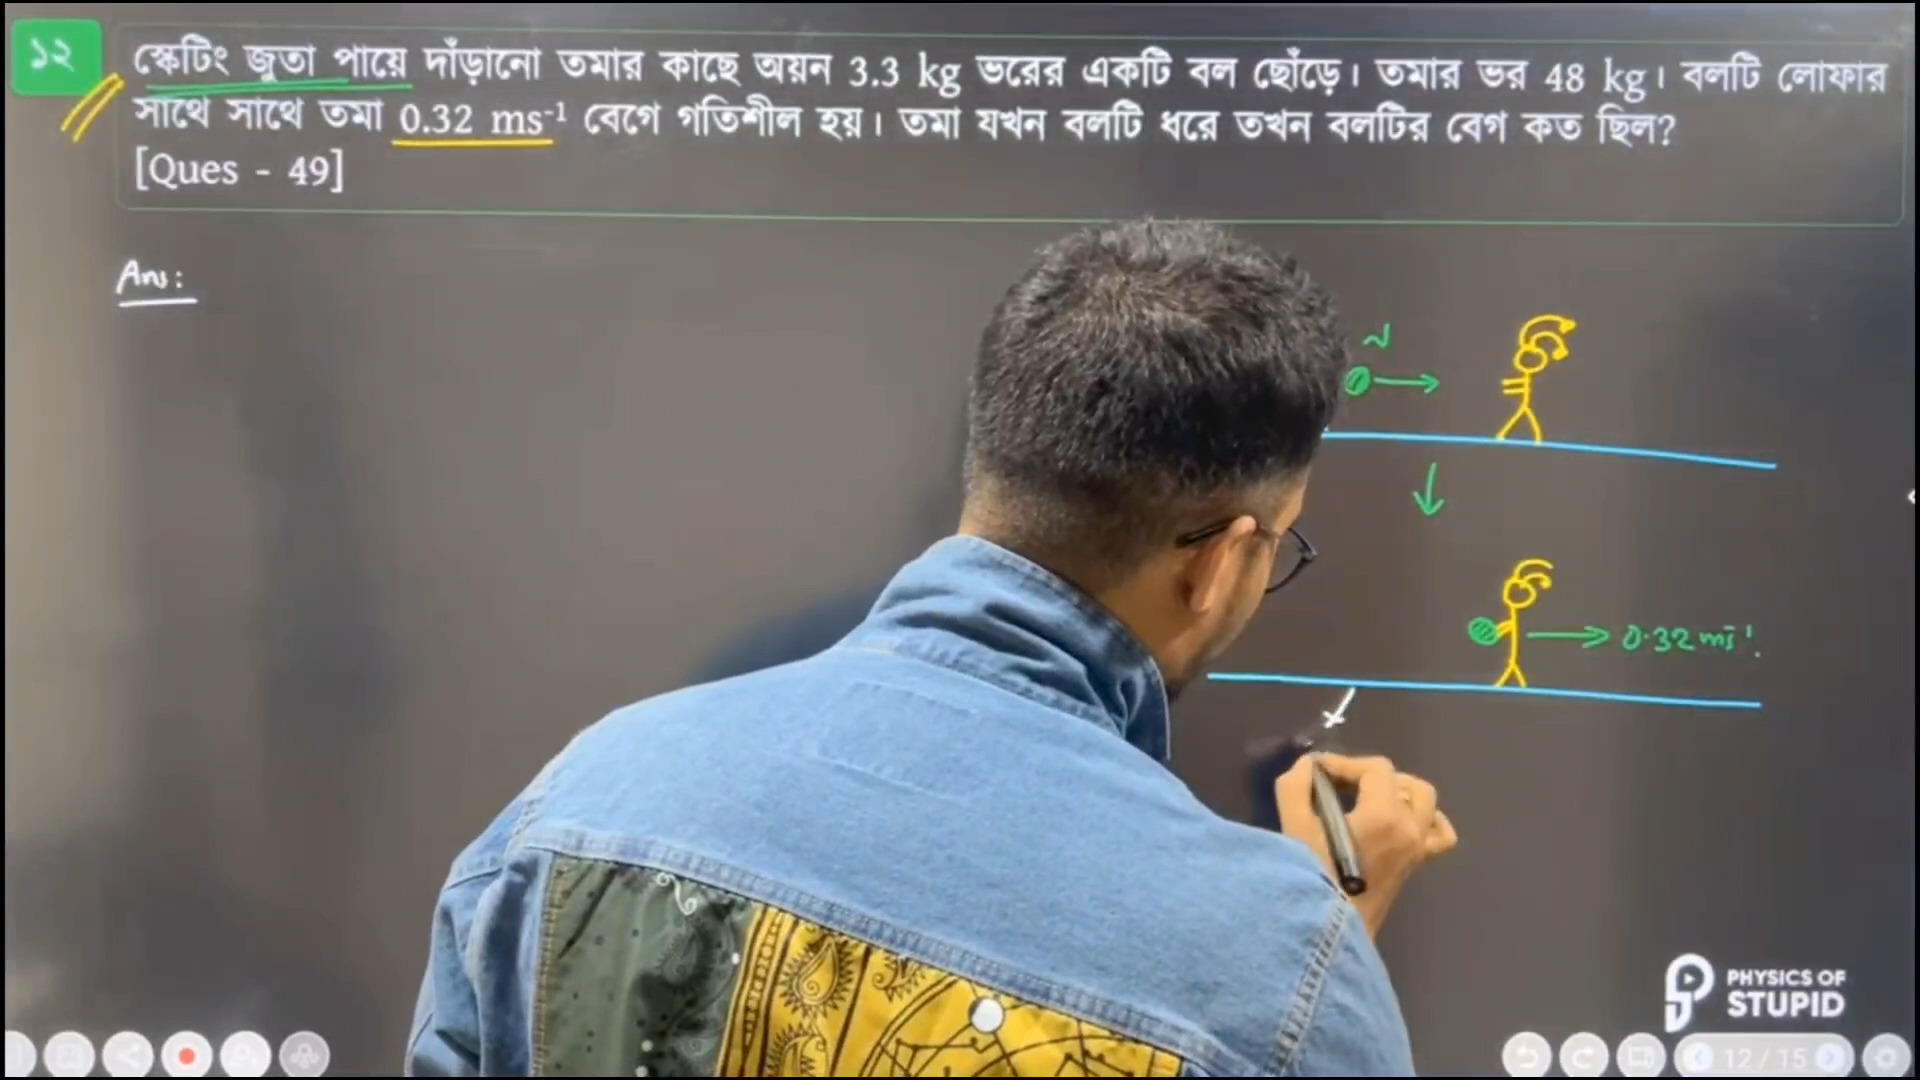 ১২
স্কেটিং জুতা পায়ে দাঁড়ানো তমার কাছে অয়ন 3.3 kg ভরের একটি বল ছোঁড়ে। তমার ভর 48 kg। বলটি লোফার
সাথে সাথে তমা 0.32 ms⁻¹ বেগে গতিশীল হয়। তমা যখন বলটি ধরে তখন বলটির বেগ কত ছিল?
[Ques - 49]
Ans:
0.32 ms⁻¹.
PHYSICS OF
STUPID
12 / 15